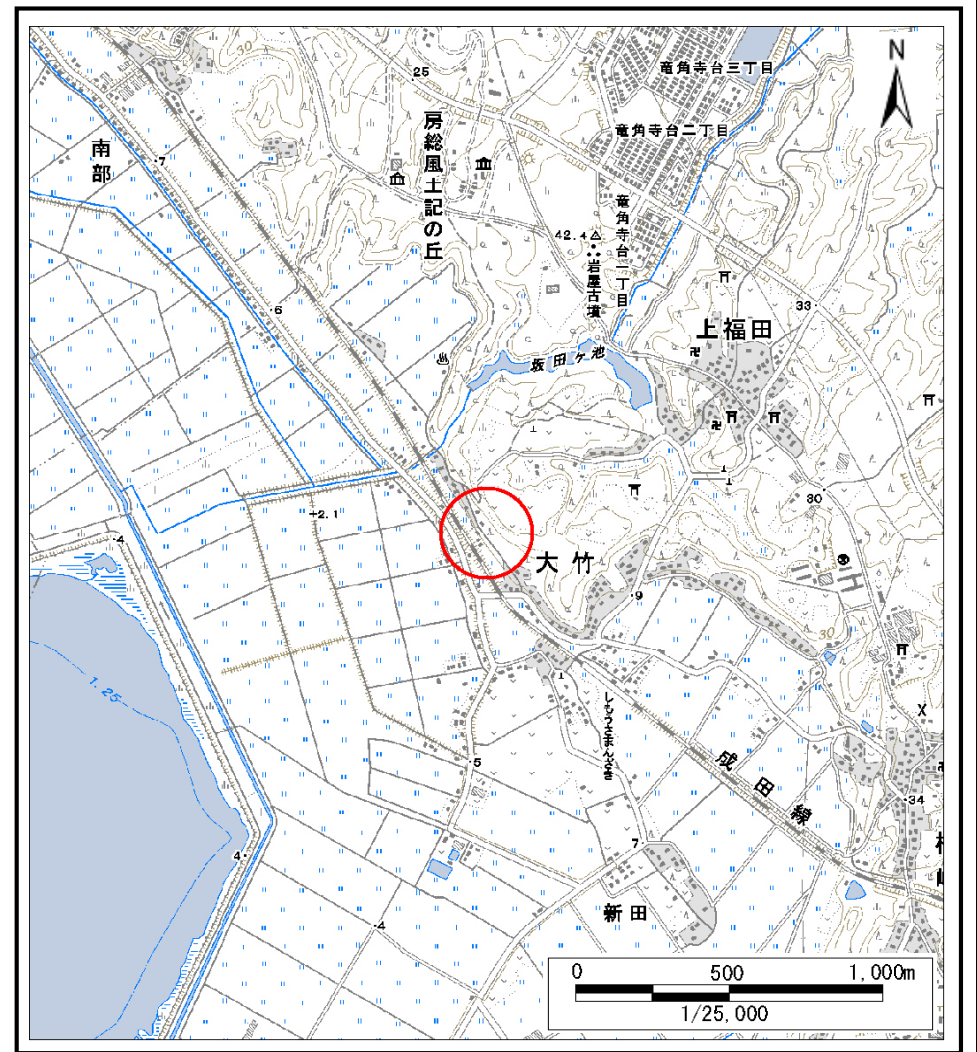 30
25
竜角寺台三丁目
N
房総風土記の丘
竜角寺台二丁目
南部
7
竜角寺台一丁目
42.4
岩屋古墳
33
6
上福田
坂田ヶ池
30
+2.1
4
大竹
9
30
1.25
しもうさまんざき
成田線
5
34
4
7
新田
4
0 500 1,000m
1/25,000